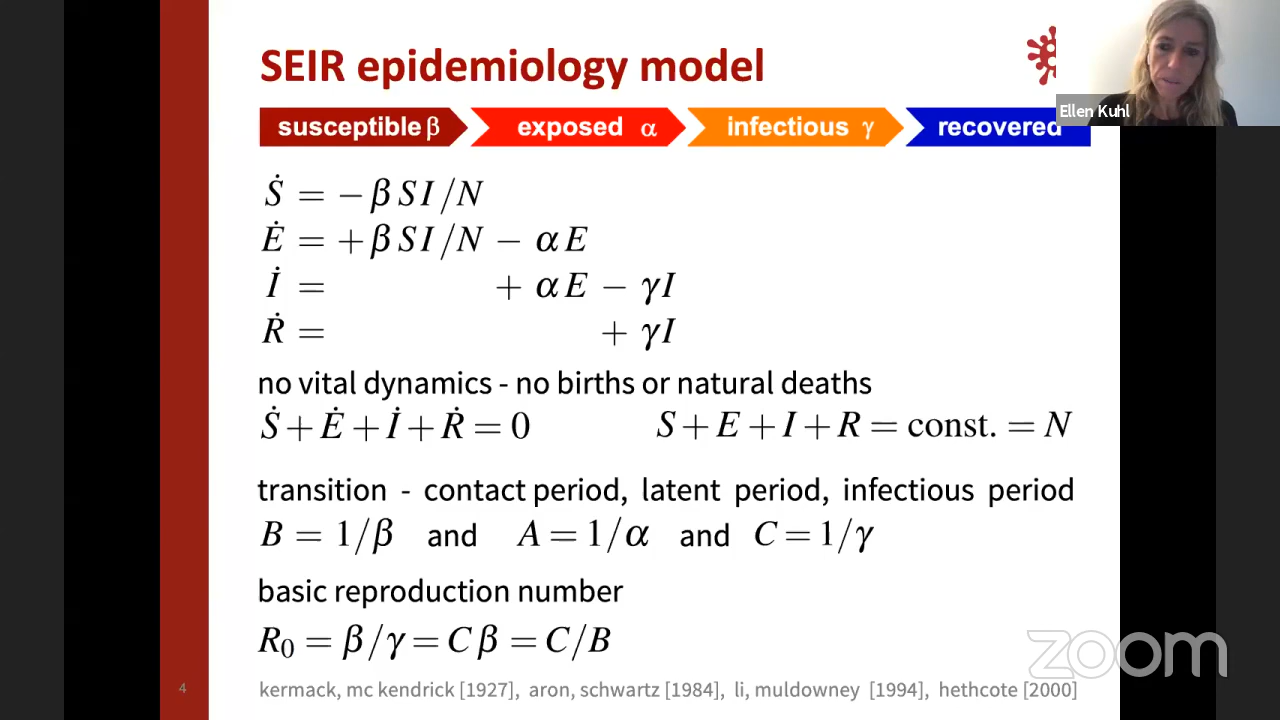 SEIR epidemiology model
Ellen Kuhl
susceptible β exposed α infectious γ recovered
Ṡ = − β S I / N
Ė = + β S I / N − α E
İ = + α E − γ I
Ṙ = + γ I
no vital dynamics - no births or natural deaths
Ṡ + Ė + İ + Ṙ = 0 S + E + I + R = const. = N
transition - contact period, latent period, infectious period
B = 1/β and A = 1/α and C = 1/γ
basic reproduction number
R₀ = β/γ = C β = C/B
zoom
4 kermack, mc kendrick [1927], aron, schwartz [1984], li, muldowney [1994], hethcote [2000]